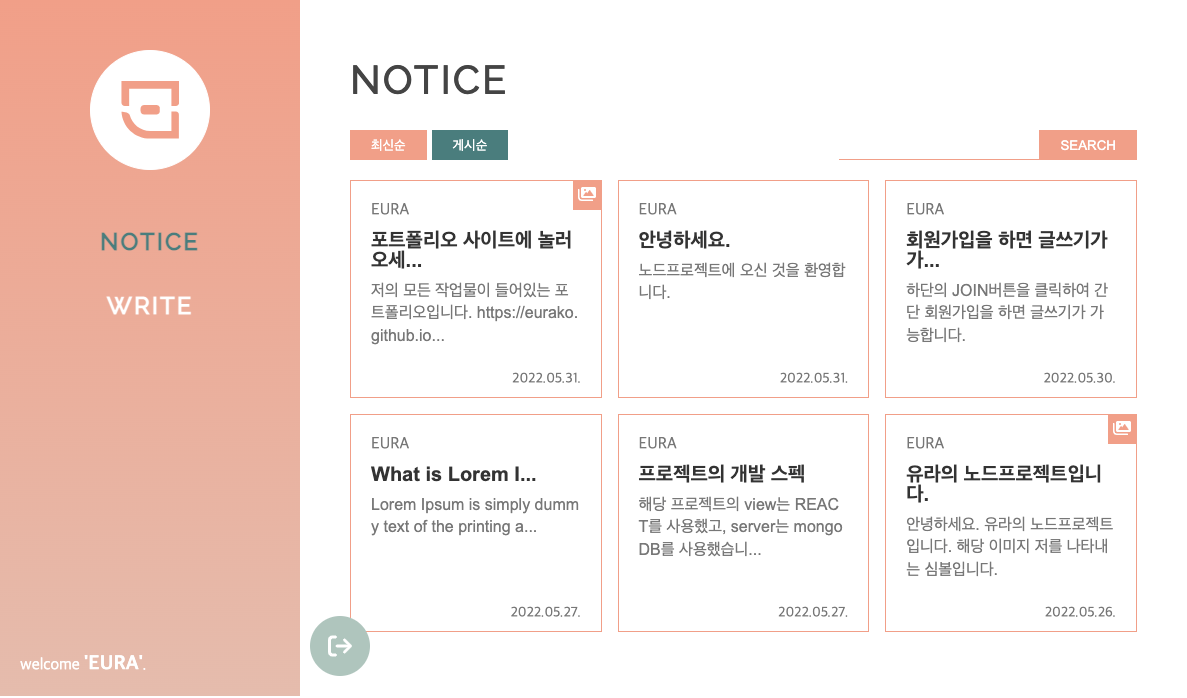 NOTICE
WRITE
welcome 'EURA'.
NOTICE
최신순
게시순
SEARCH
EURA
포트폴리오 사이트에 놀러
오세...
저의 모든 작업물이 들어있는 포
트폴리오입니다. https://eurako.
github.io...
2022.05.31.
EURA
안녕하세요.
노드프로젝트에 오신 것을 환영합
니다.
2022.05.31.
EURA
회원가입을 하면 글쓰기가
가...
하단의 JOIN버튼을 클릭하여 간
단 회원가입을 하면 글쓰기가 가
능합니다.
2022.05.30.
EURA
What is Lorem I...
Lorem Ipsum is simply dumm
y text of the printing a...
2022.05.27.
EURA
프로젝트의 개발 스펙
해당 프로젝트의 view는 REAC
T를 사용했고, server는 mongo
DB를 사용했습니...
2022.05.27.
EURA
유라의 노드프로젝트입니
다.
안녕하세요. 유라의 노드프로젝트
입니다. 해당 이미지 저를 나타내
는 심볼입니다.
2022.05.26.